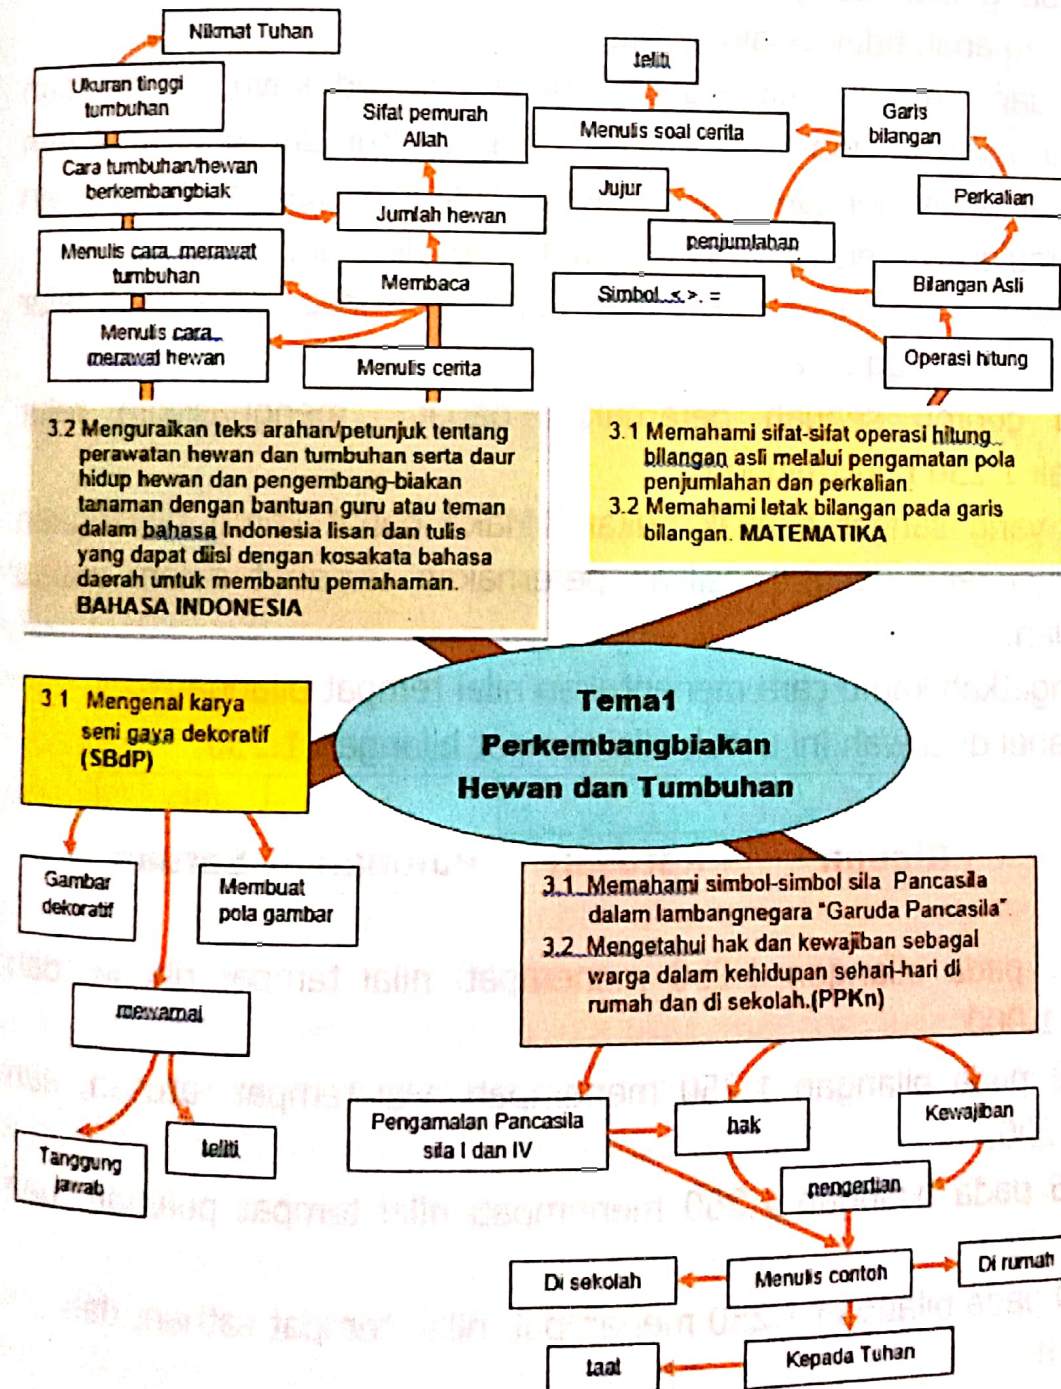 Nikmat Tuhan
Ukuran tinggi
tumbuhan
Cara tumbuhan/hewan
berkembangbiak
Menulis cara merawat
tumbuhan
Menulis cara
merawat hewan
Sifat pemurah
Allah
Jumlah hewan
Membaca
Menulis cerita
teliti
Menulis soal cerita
Garis
bilangan
Jujur
Perkalian
penjumlahan
Simbol < >. =
Bilangan Asli
Operasi hitung
3.2 Menguraikan teks arahan/petunjuk tentang
perawatan hewan dan tumbuhan serta daur
hidup hewan dan pengembang-biakan
tanaman dengan bantuan guru atau teman
dalam bahasa Indonesia lisan dan tulis
yang dapat diisi dengan kosakata bahasa
daerah untuk membantu pemahaman.
BAHASA INDONESIA
3.1 Memahami sifat-sifat operasi hitung
bilangan asli melalui pengamatan pola
penjumlahan dan perkalian
3.2 Memahami letak bilangan pada garis
bilangan. MATEMATIKA
Tema1
Perkembangbiakan
Hewan dan Tumbuhan
3 1 Mengenal karya
seni gaya dekoratif
(SBdP)
Gambar
dekoratif
Membuat
pola gambar
mewarnai
Tanggung
jawab
teliti
3.1 Memahami simbol-simbol sila Pancasila
dalam lambangnegara "Garuda Pancasila".
3.2 Mengetahui hak dan kewajiban sebagai
warga dalam kehidupan sehari-hari di
rumah dan di sekolah.(PPKn)
Pengamalan Pancasila
sila I dan IV
hak
Kewajiban
pengertian
Di sekolah
Menulis contoh
Di rumah
taat
Kepada Tuhan